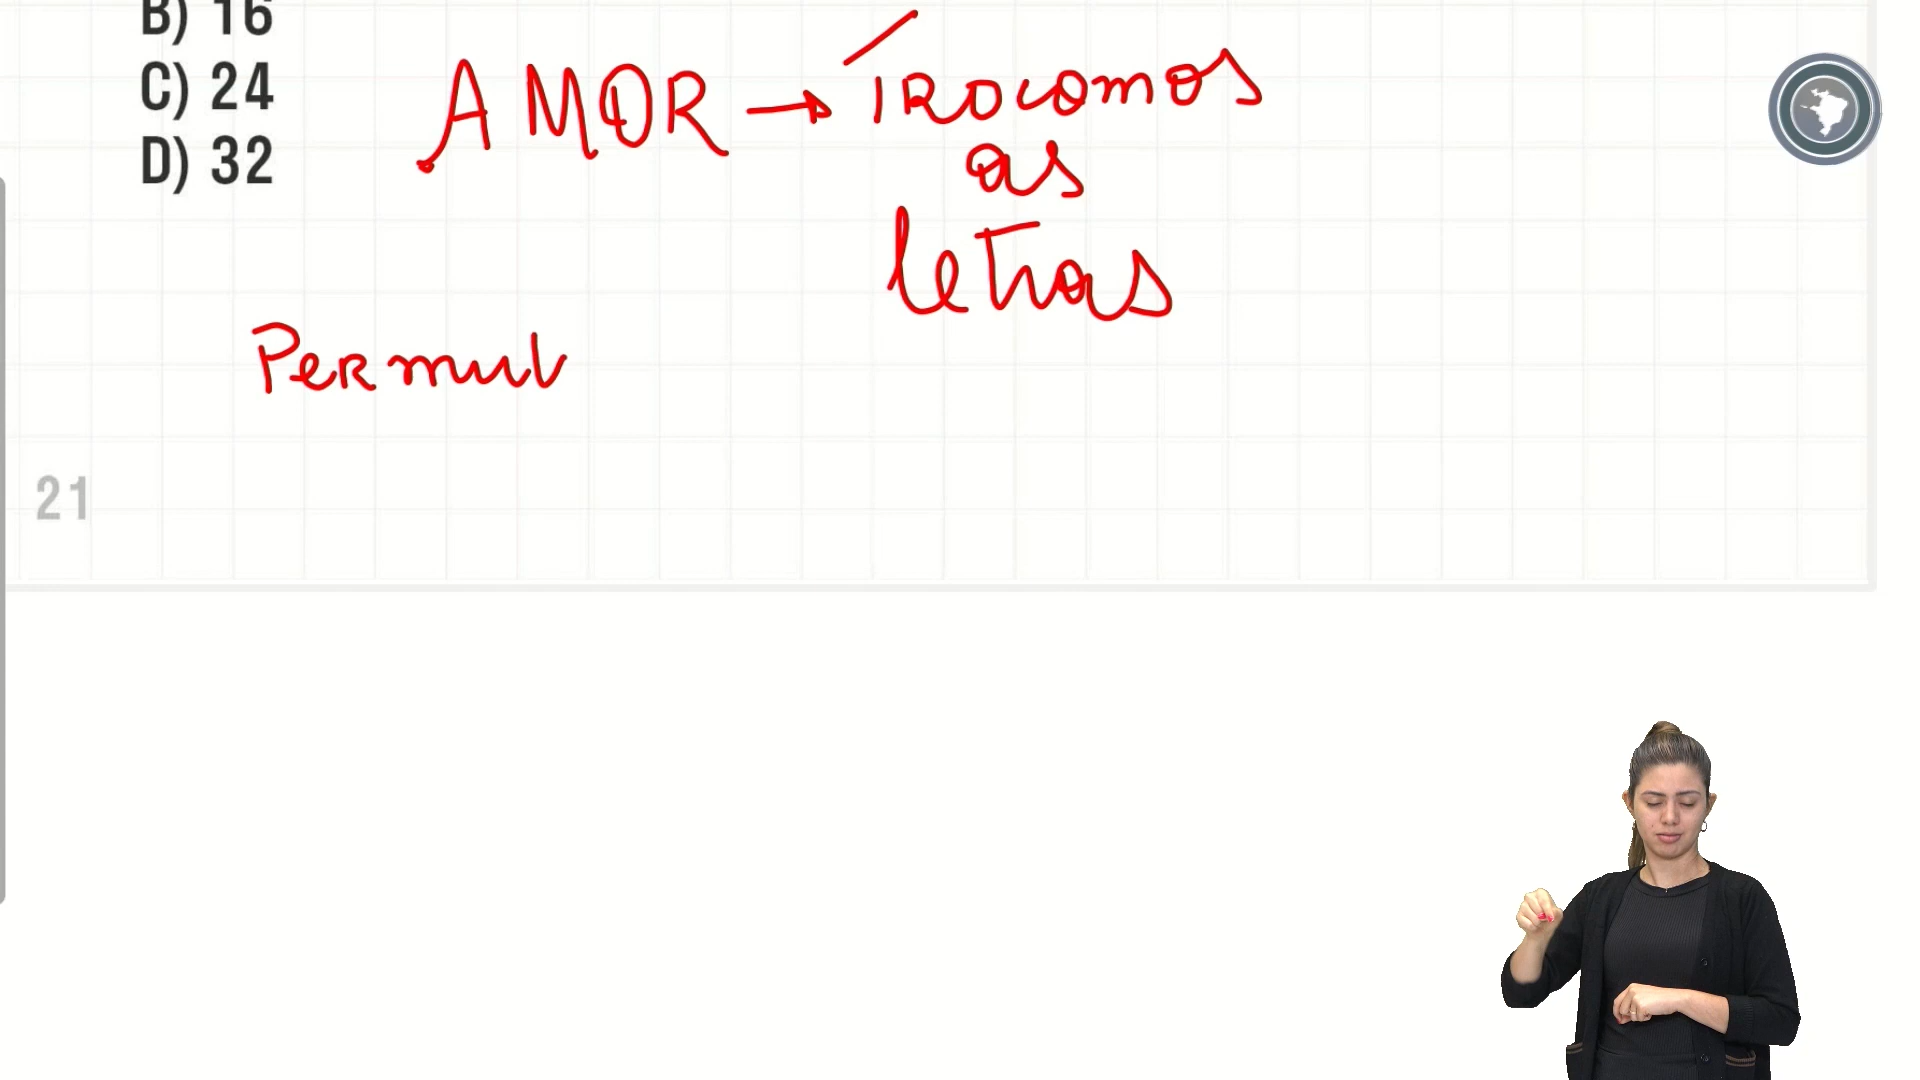 B) 16
C) 24
D) 32
AMOR → Trocamos
as
letras
Permut
21